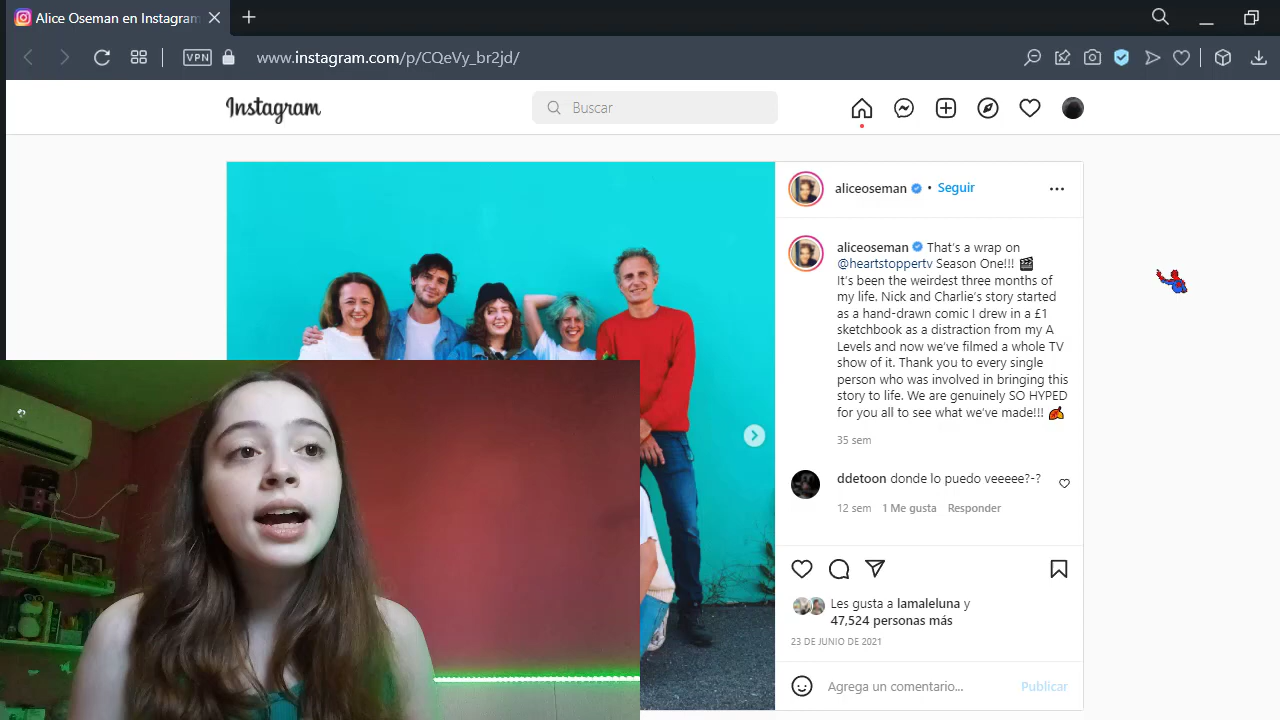 Alice Oseman en Instagram
VPN
www.instagram.com/p/CQeVy_br2jd/
Instagram
Buscar
aliceoseman • Seguir
aliceoseman That's a wrap on
@heartstoppertv Season One!!! 🎬
It's been the weirdest three months of
my life. Nick and Charlie's story started
as a hand-drawn comic I drew in a £1
sketchbook as a distraction from my A
Levels and now we've filmed a whole TV
show of it. Thank you to every single
person who was involved in bringing this
story to life. We are genuinely SO HYPED
for you all to see what we've made!!! 🍂
35 sem
ddetoon donde lo puedo veeeee?-?
12 sem 1 Me gusta Responder
Les gusta a lamaleluna y
47,524 personas más
23 DE JUNIO DE 2021
Agrega un comentario...
Publicar